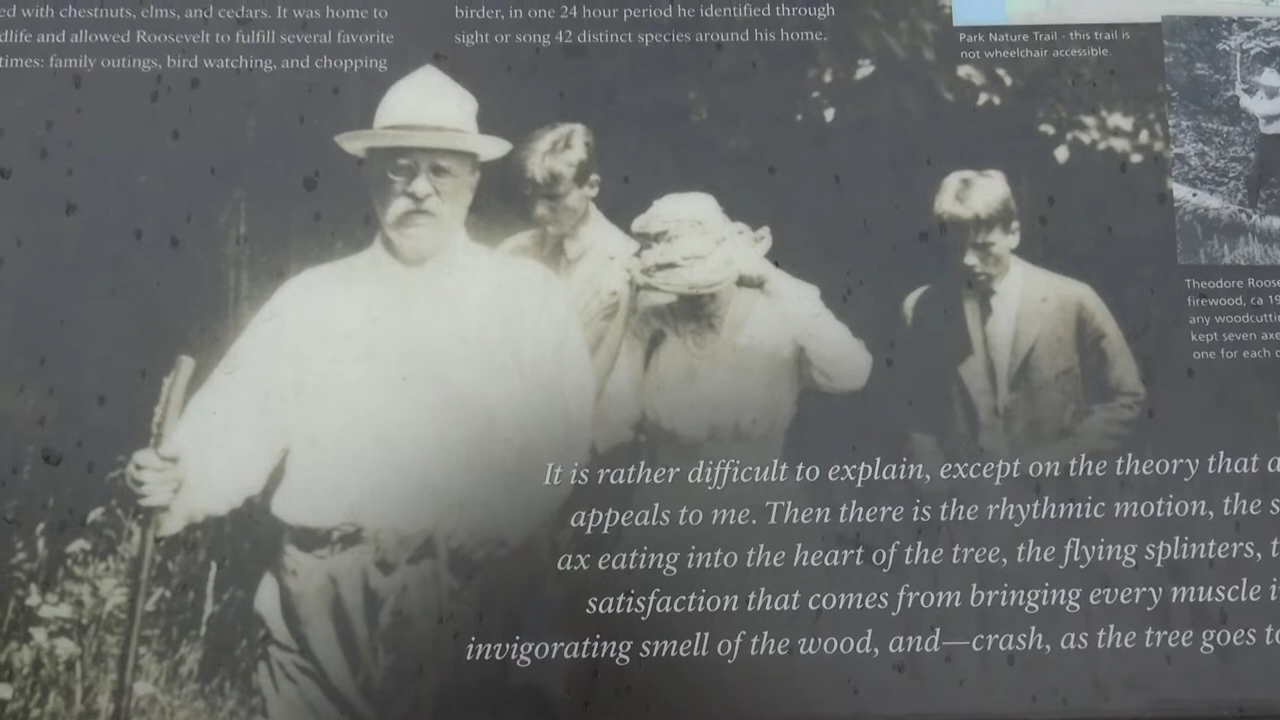 ed with chestnuts, elms, and cedars. It was home to
dlife and allowed Roosevelt to fulfill several favorite
times: family outings, bird watching, and chopping
birder, in one 24 hour period he identified through
sight or song 42 distinct species around his home.
Park Nature Trail - this trail is
not wheelchair accessible.
Theodore Roose
firewood, ca 19
any woodcutti
kept seven axe
one for each
It is rather difficult to explain, except on the theory that a
appeals to me. Then there is the rhythmic motion, the s
ax eating into the heart of the tree, the flying splinters, t
satisfaction that comes from bringing every muscle i
invigorating smell of the wood, and—crash, as the tree goes to